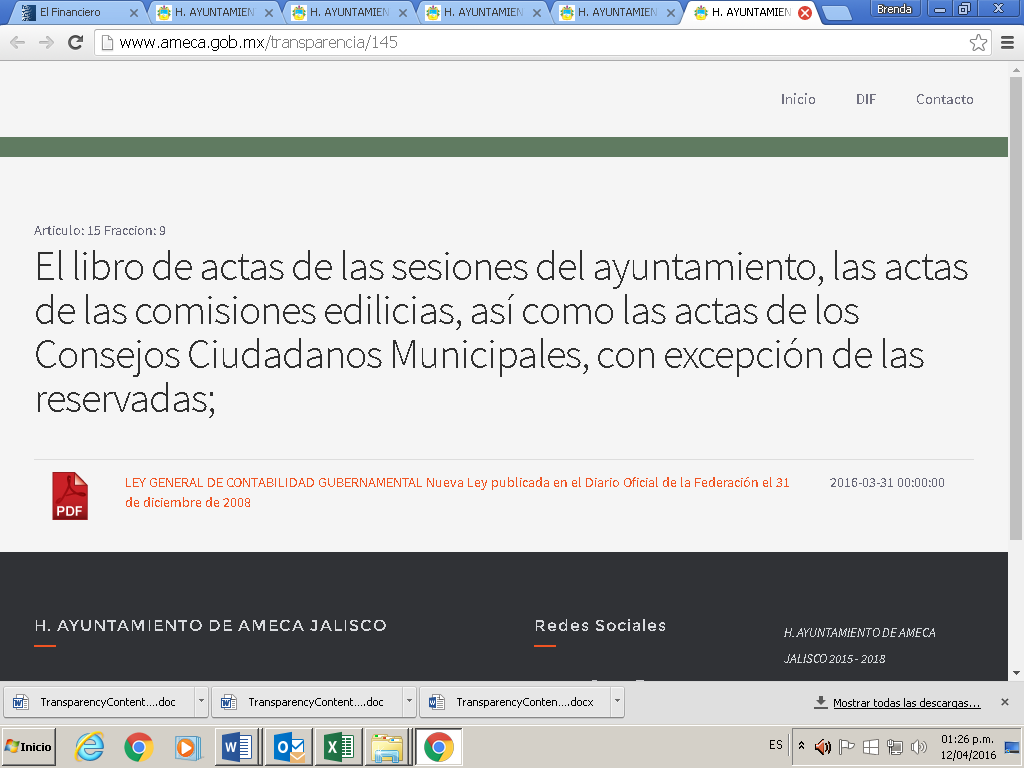 El Financiero
H. AYUNTAMIEN
H. AYUNTAMIEN
H. AYUNTAMIEN
H. AYUNTAMIEN
H. AYUNTAMIEN
Brenda
www.ameca.gob.mx/transparencia/145
Inicio DIF Contacto
Articulo: 15 Fraccion: 9
El libro de actas de las sesiones del ayuntamiento, las actas
de las comisiones edilicias, así como las actas de los
Consejos Ciudadanos Municipales, con excepción de las
reservadas;
PDF
LEY GENERAL DE CONTABILIDAD GUBERNAMENTAL Nueva Ley publicada en el Diario Oficial de la Federación el 31
de diciembre de 2008
2016-03-31 00:00:00
H. AYUNTAMIENTO DE AMECA JALISCO
Redes Sociales
H. AYUNTAMIENTO DE AMECA
JALISCO 2015 - 2018
TransparencyContent....doc
TransparencyContent....doc
TransparencyConten....docx
Mostrar todas las descargas...
Inicio
ES
01:26 p.m.
12/04/2016